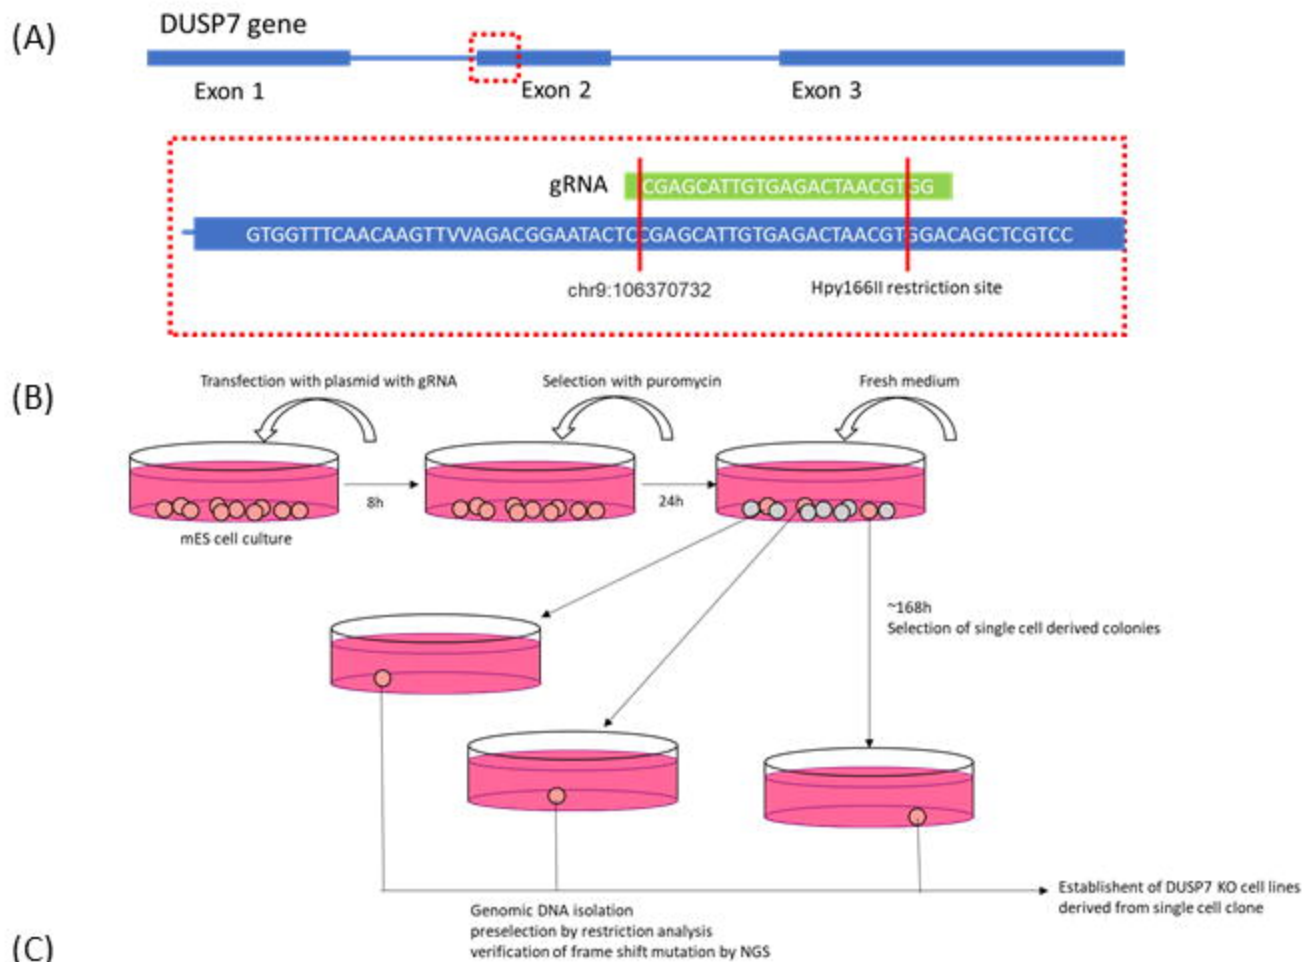 (A)
DUSP7 gene
Exon 1
Exon 2
Exon 3
gRNA
CGAGCATTGTGAGACTAACGTGG
GTGGTTTCAACAAGTTVVAGACGGAATACTCCGAGCATTGTGAGACTAACGTGGACAGCTCGTCC
chr9:106370732
Hpy166II restriction site
(B)
Transfection with plasmid with gRNA
Selection with puromycin
Fresh medium
8h
24h
mES cell culture
~168h
Selection of single cell derived colonies
Genomic DNA isolation
preselection by restriction analysis
verification of frame shift mutation by NGS
Establishent of DUSP7 KO cell lines
derived from single cell clone
(C)